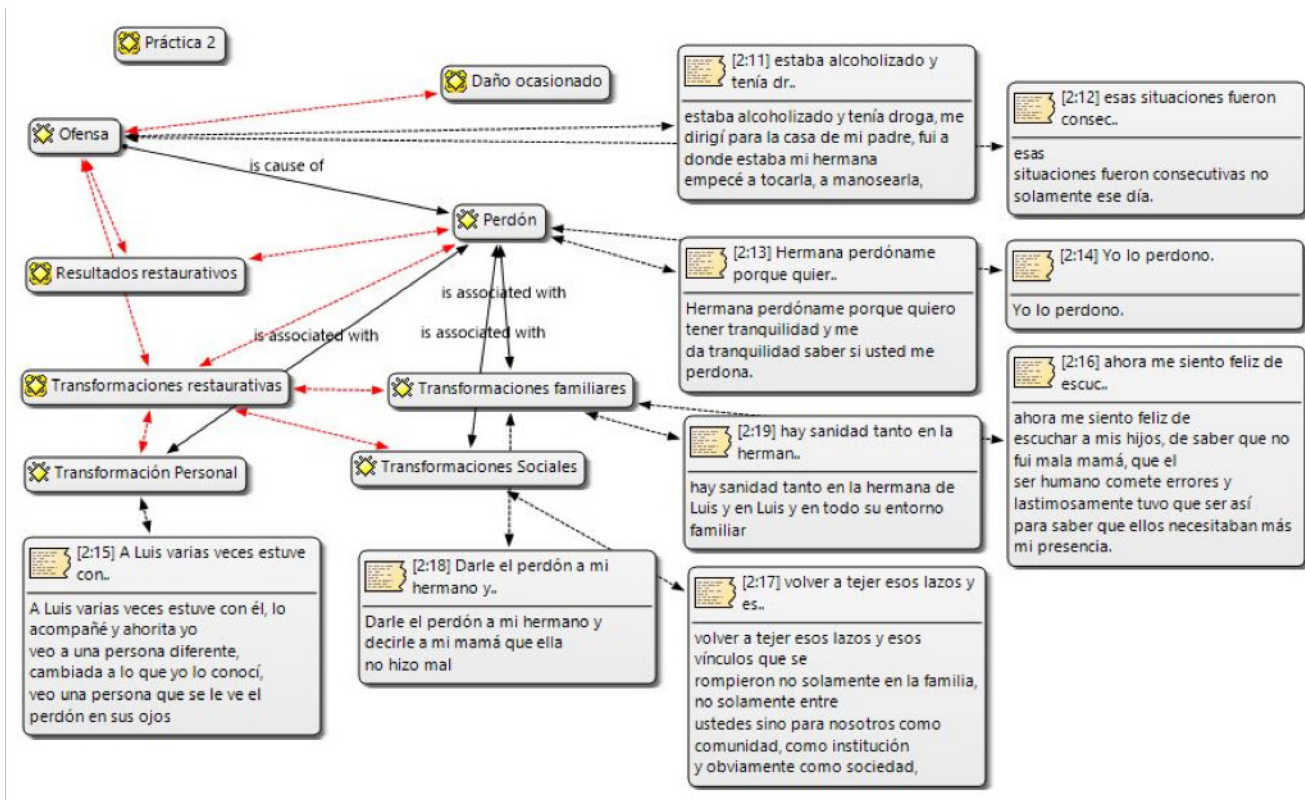 Práctica 2
Daño ocasionado
Ofensa
is cause of
Perdón
Resultados restaurativos
is associated with
is associated with
is associated with
Transformaciones restaurativas
Transformaciones familiares
Transformación Personal
Transformaciones Sociales
[2:11] estaba alcoholizado y
tenía dr..
estaba alcoholizado y tenía droga, me
dirigí para la casa de mi padre, fui a
donde estaba mi hermana
empecé a tocarla, a manosearla,
[2:12] esas situaciones fueron
consec..
esas
situaciones fueron consecutivas no
solamente ese día.
[2:13] Hermana perdóname
porque quier..
Hermana perdóname porque quiero
tener tranquilidad y me
da tranquilidad saber si usted me
perdona.
[2:14] Yo lo perdono.
Yo lo perdono.
[2:16] ahora me siento feliz de
escuc..
ahora me siento feliz de
escuchar a mis hijos, de saber que no
fui mala mamá, que el
ser humano comete errores y
lastimosamente tuvo que ser así
para saber que ellos necesitaban más
mi presencia.
[2:19] hay sanidad tanto en la
herman..
hay sanidad tanto en la hermana de
Luis y en Luis y en todo su entorno
familiar
[2:15] A Luis varias veces estuve
con..
A Luis varias veces estuve con él, lo
acompañé y ahorita yo
veo a una persona diferente,
cambiada a lo que yo lo conocí,
veo una persona que se le ve el
perdón en sus ojos
[2:18] Darle el perdón a mi
hermano y..
Darle el perdón a mi hermano y
decirle a mi mamá que ella
no hizo mal
[2:17] volver a tejer esos lazos y
es..
volver a tejer esos lazos y esos
vínculos que se
rompieron no solamente en la familia,
no solamente entre
ustedes sino para nosotros como
comunidad, como institución
y obviamente como sociedad,